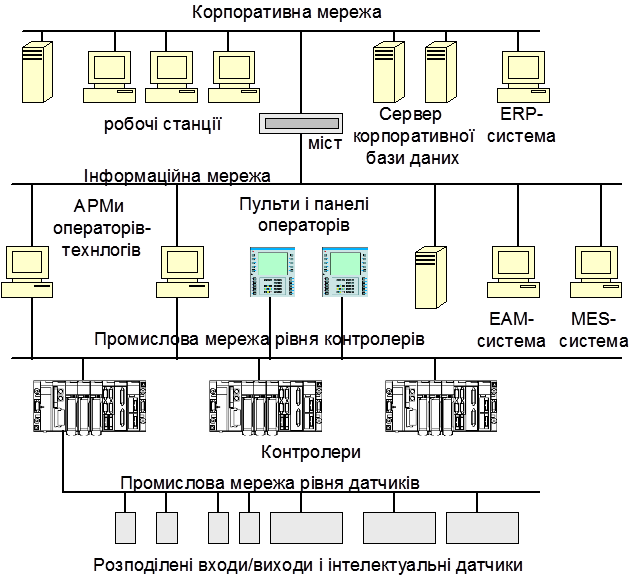 Корпоративна мережа
робочі станції
міст
Сервер
корпоративної
бази даних
ERP-
система
Інформаційна мережа
АРМи
операторів-
технлогів
Пульти і панелі
операторів
EAM-
система
MES-
система
Промислова мережа рівня контролерів
Контролери
Промислова мережа рівня датчиків
Розподілені входи/виходи і інтелектуальні датчики